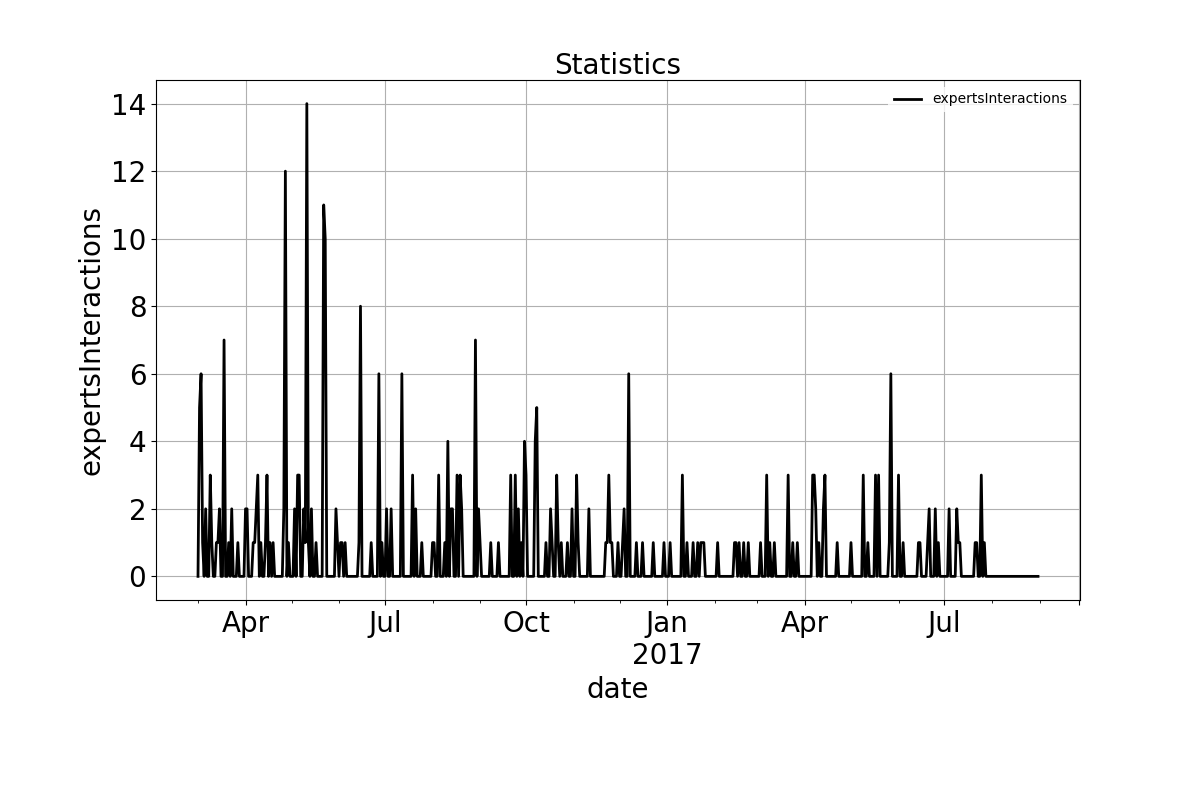 Statistics
expertsInteractions
14
12
10
8
6
4
2
0
expertsInteractions
Apr
Jul
Oct
Jan
2017
Apr
Jul
date